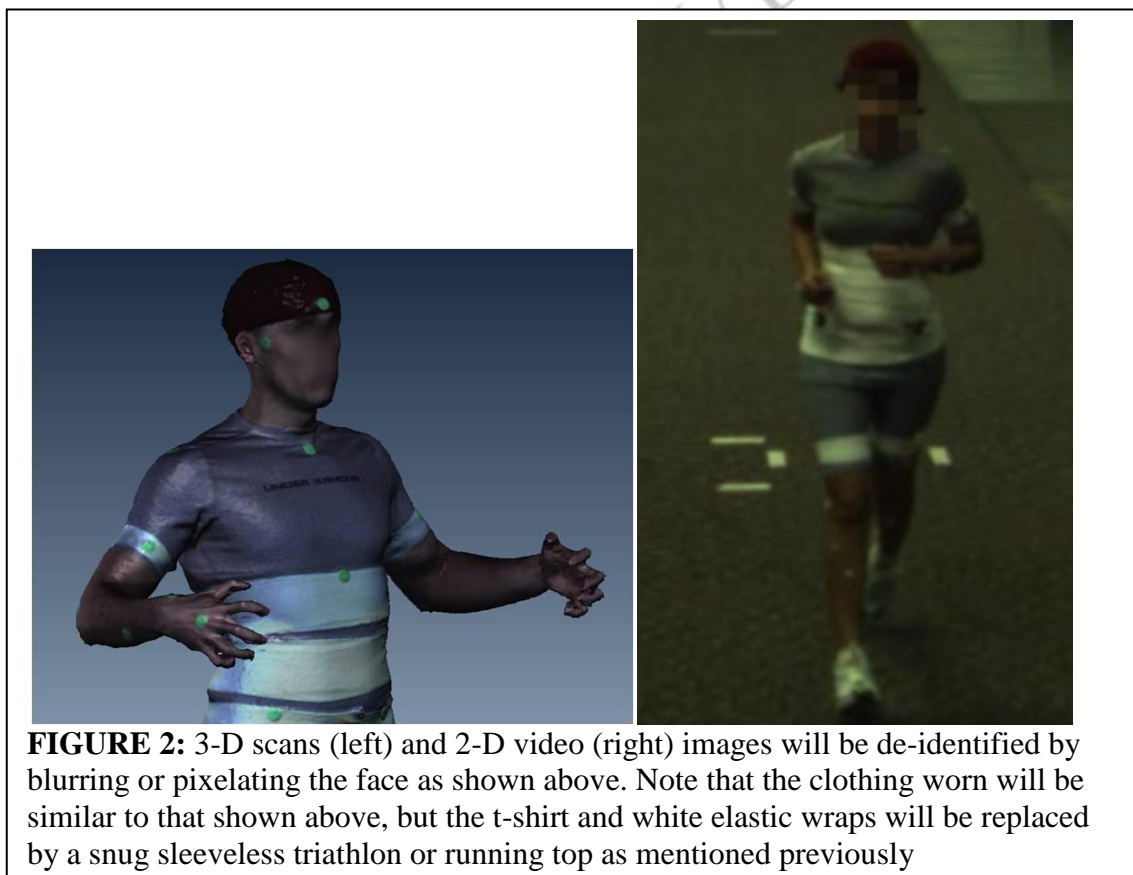 UNDER ARMOUR
FIGURE 2: 3-D scans (left) and 2-D video (right) images will be de-identified by
blurring or pixelating the face as shown above. Note that the clothing worn will be
similar to that shown above, but the t-shirt and white elastic wraps will be replaced
by a snug sleeveless triathlon or running top as mentioned previously